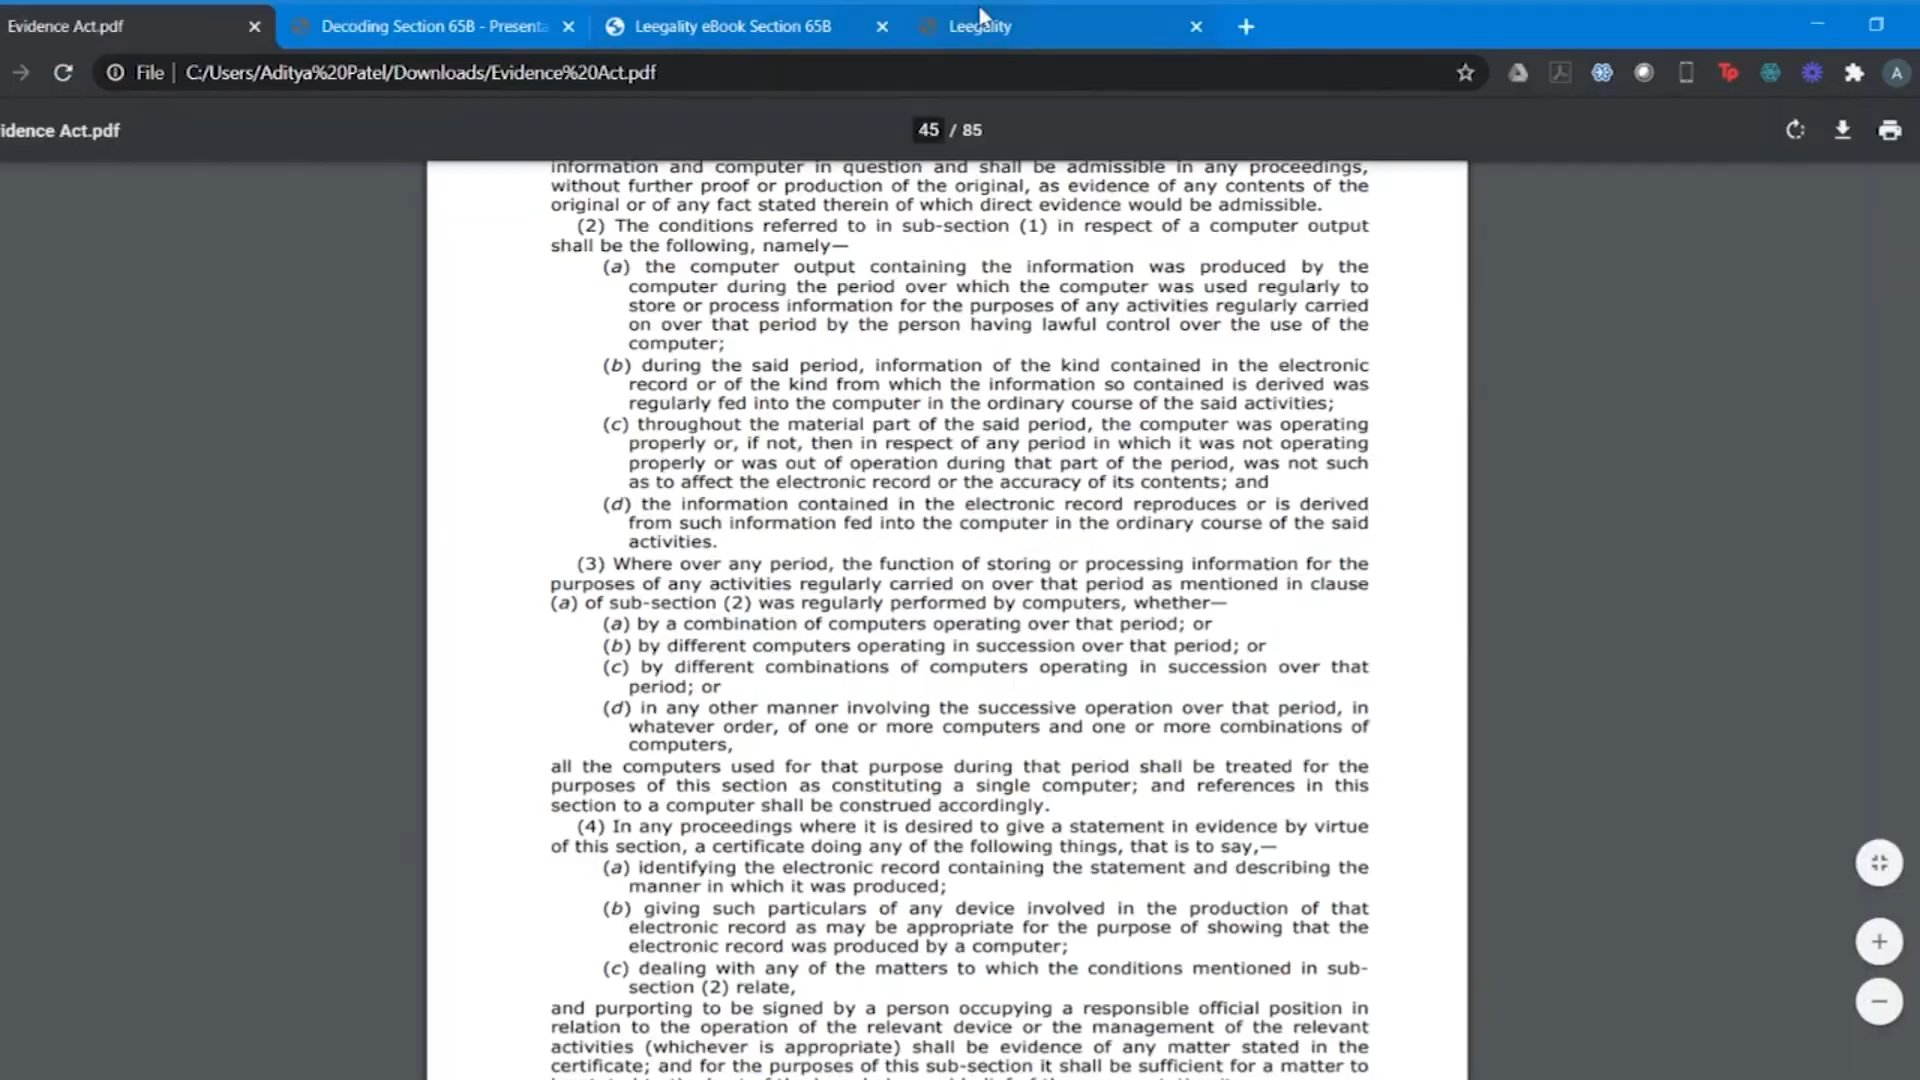 Evidence Act.pdf
Decoding Section 65B - Presenta
Leegality eBook Section 65B
Leegality
File
C:/Users/Aditya%20Patel/Downloads/Evidence%20Act.pdf
Tp
A
idence Act.pdf
45 / 85
information and computer in question and shall be admissible in any proceedings,
without further proof or production of the original, as evidence of any contents of the
original or of any fact stated therein of which direct evidence would be admissible.
(2) The conditions referred to in sub-section (1) in respect of a computer output
shall be the following, namely—
(a) the computer output containing the information was produced by the
computer during the period over which the computer was used regularly to
store or process information for the purposes of any activities regularly carried
on over that period by the person having lawful control over the use of the
computer;
(b) during the said period, information of the kind contained in the electronic
record or of the kind from which the information so contained is derived was
regularly fed into the computer in the ordinary course of the said activities;
(c) throughout the material part of the said period, the computer was operating
properly or, if not, then in respect of any period in which it was not operating
properly or was out of operation during that part of the period, was not such
as to affect the electronic record or the accuracy of its contents; and
(d) the information contained in the electronic record reproduces or is derived
from such information fed into the computer in the ordinary course of the said
activities.
(3) Where over any period, the function of storing or processing information for the
purposes of any activities regularly carried on over that period as mentioned in clause
(a) of sub-section (2) was regularly performed by computers, whether—
(a) by a combination of computers operating over that period; or
(b) by different computers operating in succession over that period; or
(c) by different combinations of computers operating in succession over that
period; or
(d) in any other manner involving the successive operation over that period, in
whatever order, of one or more computers and one or more combinations of
computers,
all the computers used for that purpose during that period shall be treated for the
purposes of this section as constituting a single computer; and references in this
section to a computer shall be construed accordingly.
(4) In any proceedings where it is desired to give a statement in evidence by virtue
of this section, a certificate doing any of the following things, that is to say,—
(a) identifying the electronic record containing the statement and describing the
manner in which it was produced;
(b) giving such particulars of any device involved in the production of that
electronic record as may be appropriate for the purpose of showing that the
electronic record was produced by a computer;
(c) dealing with any of the matters to which the conditions mentioned in sub-
section (2) relate,
and purporting to be signed by a person occupying a responsible official position in
relation to the operation of the relevant device or the management of the relevant
activities (whichever is appropriate) shall be evidence of any matter stated in the
certificate; and for the purposes of this sub-section it shall be sufficient for a matter to